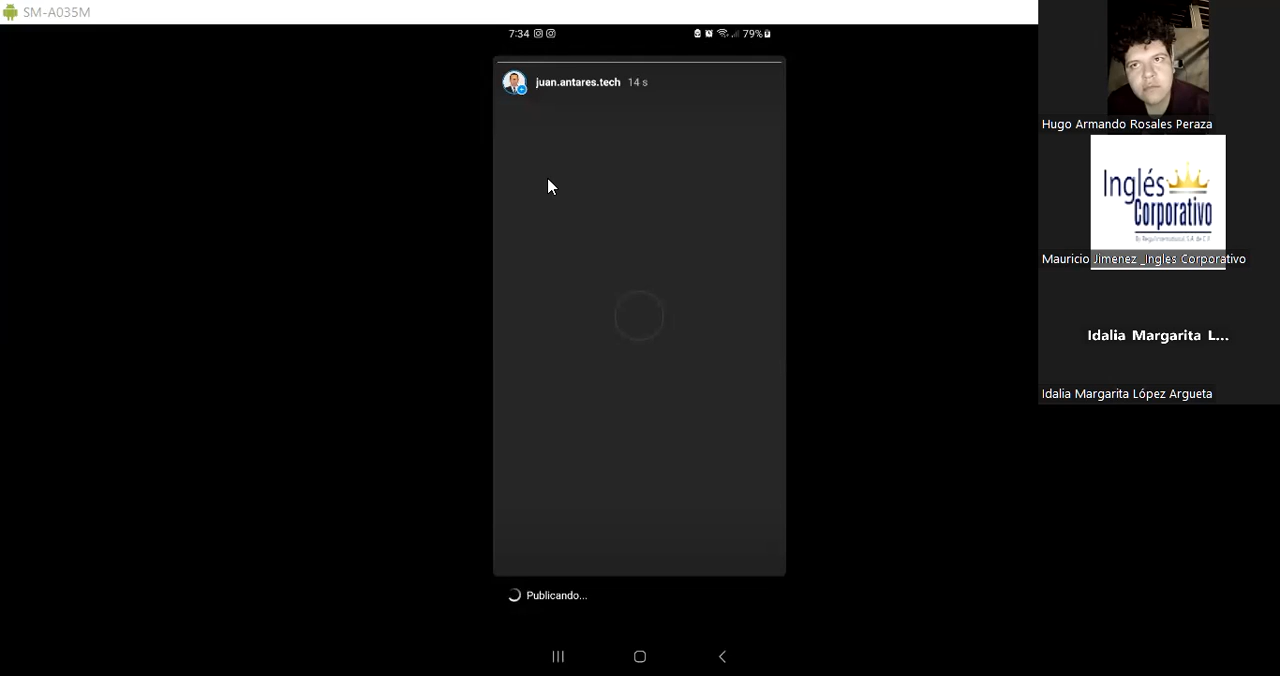 SM-A035M
7:34
79%
juan.antares.tech 14 s
Publicando...
Hugo Armando Rosales Peraza
Inglés
Corporativo
Mauricio Jimenez _Ingles Corporativo
Idalia Margarita L...
Idalia Margarita López Argueta